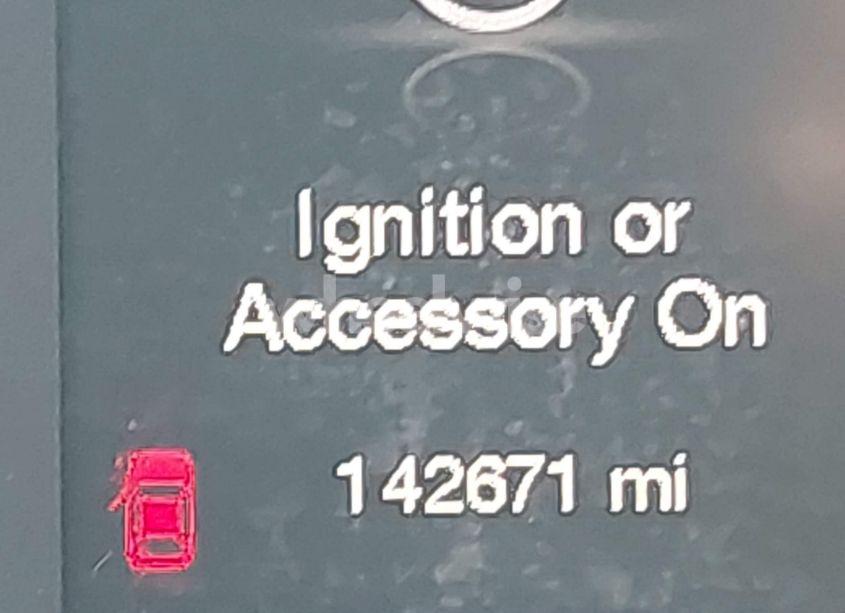 Ignition or
Accessory On
142671 mi